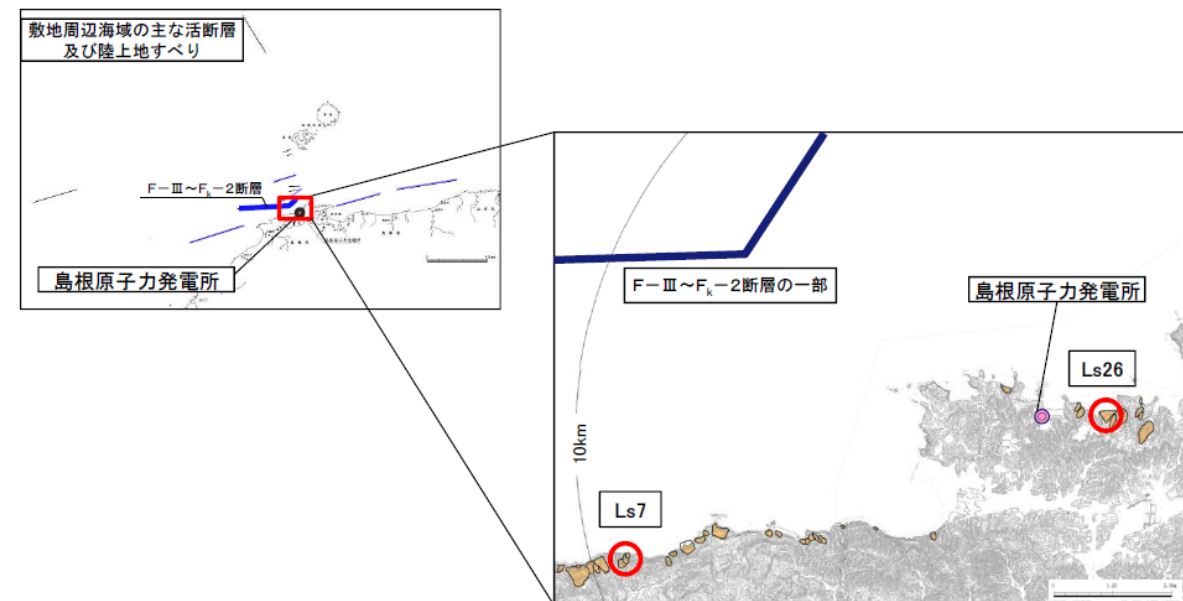 敷地周辺海域の主な活断層
及び陸上地すべり
F－Ⅲ～Fk－2断層
島根原子力発電所
F－Ⅲ～Fk－2断層の一部
島根原子力発電所
Ls26
10km
Ls7